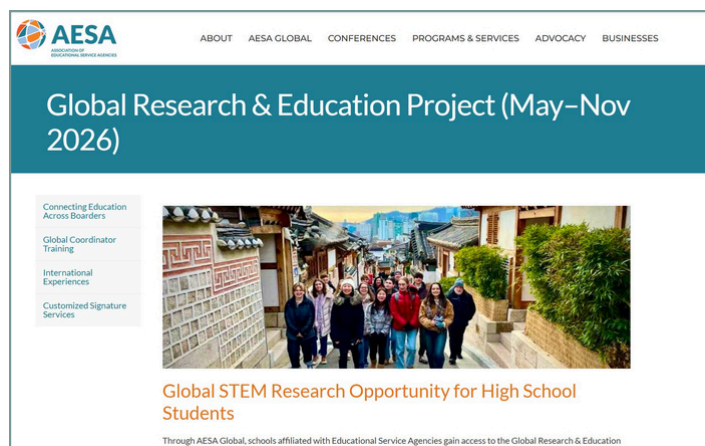 AESA
ASSOCIATION OF
EDUCATIONAL SERVICE AGENCIES
ABOUT AESA GLOBAL CONFERENCES PROGRAMS & SERVICES ADVOCACY BUSINESSES
Global Research & Education Project (May–Nov
2026)
Connecting Education
Across Boarders
Global Coordinator
Training
International
Experiences
Customized Signature
Services
Global STEM Research Opportunity for High School
Students
Through AESA Global, schools affiliated with Educational Service Agencies gain access to the Global Research & Education